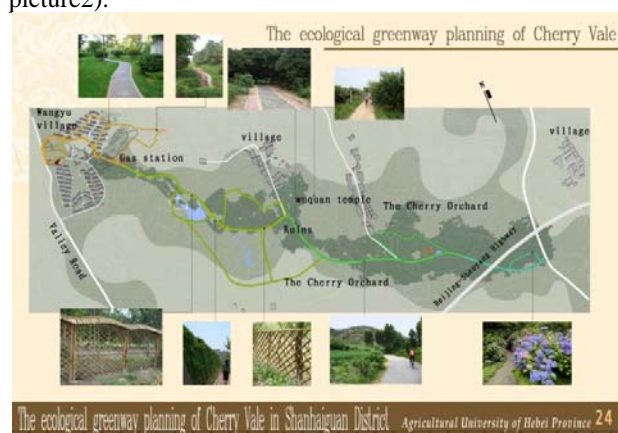 picture2).
The ecological greenway planning of Cherry Vale
N
Wangyu
village
Gas station
village
village
wuquan temple
The Cherry Orchard
Ruins
Valley Road
The Cherry Orchard
Beijing-Shenyang Highway
The ecological greenway planning of Cherry Vale in Shanhaiguan District
Agricultural University of Hebei Province 24